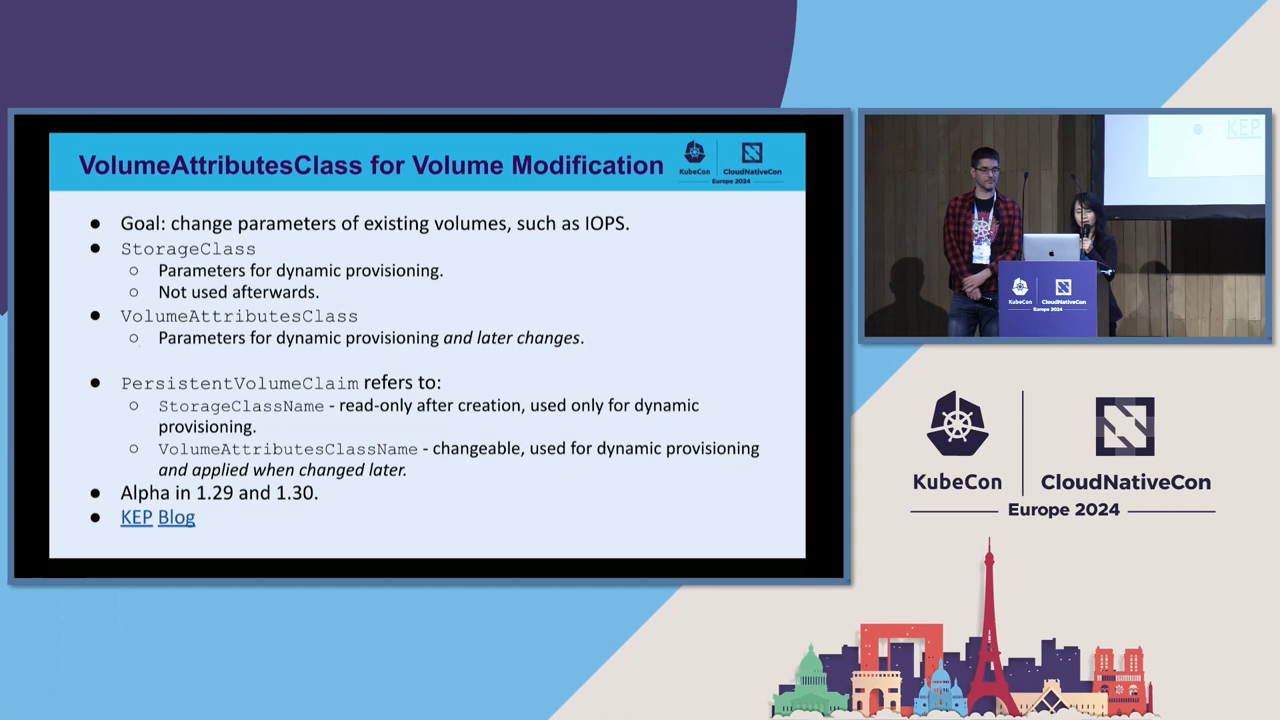 VolumeAttributesClass for Volume Modification
KubeCon
CloudNativeCon
Europe 2024
Goal: change parameters of existing volumes, such as IOPS.
StorageClass
Parameters for dynamic provisioning.
Not used afterwards.
VolumeAttributesClass
Parameters for dynamic provisioning and later changes.
PersistentVolumeClaim refers to:
StorageClassName - read-only after creation, used only for dynamic
provisioning.
VolumeAttributesClassName - changeable, used for dynamic provisioning
and applied when changed later.
Alpha in 1.29 and 1.30.
KEP Blog
KEP
KubeCon
CloudNativeCon
Europe 2024
KubeCon
CloudNativeCon
Europe 2024